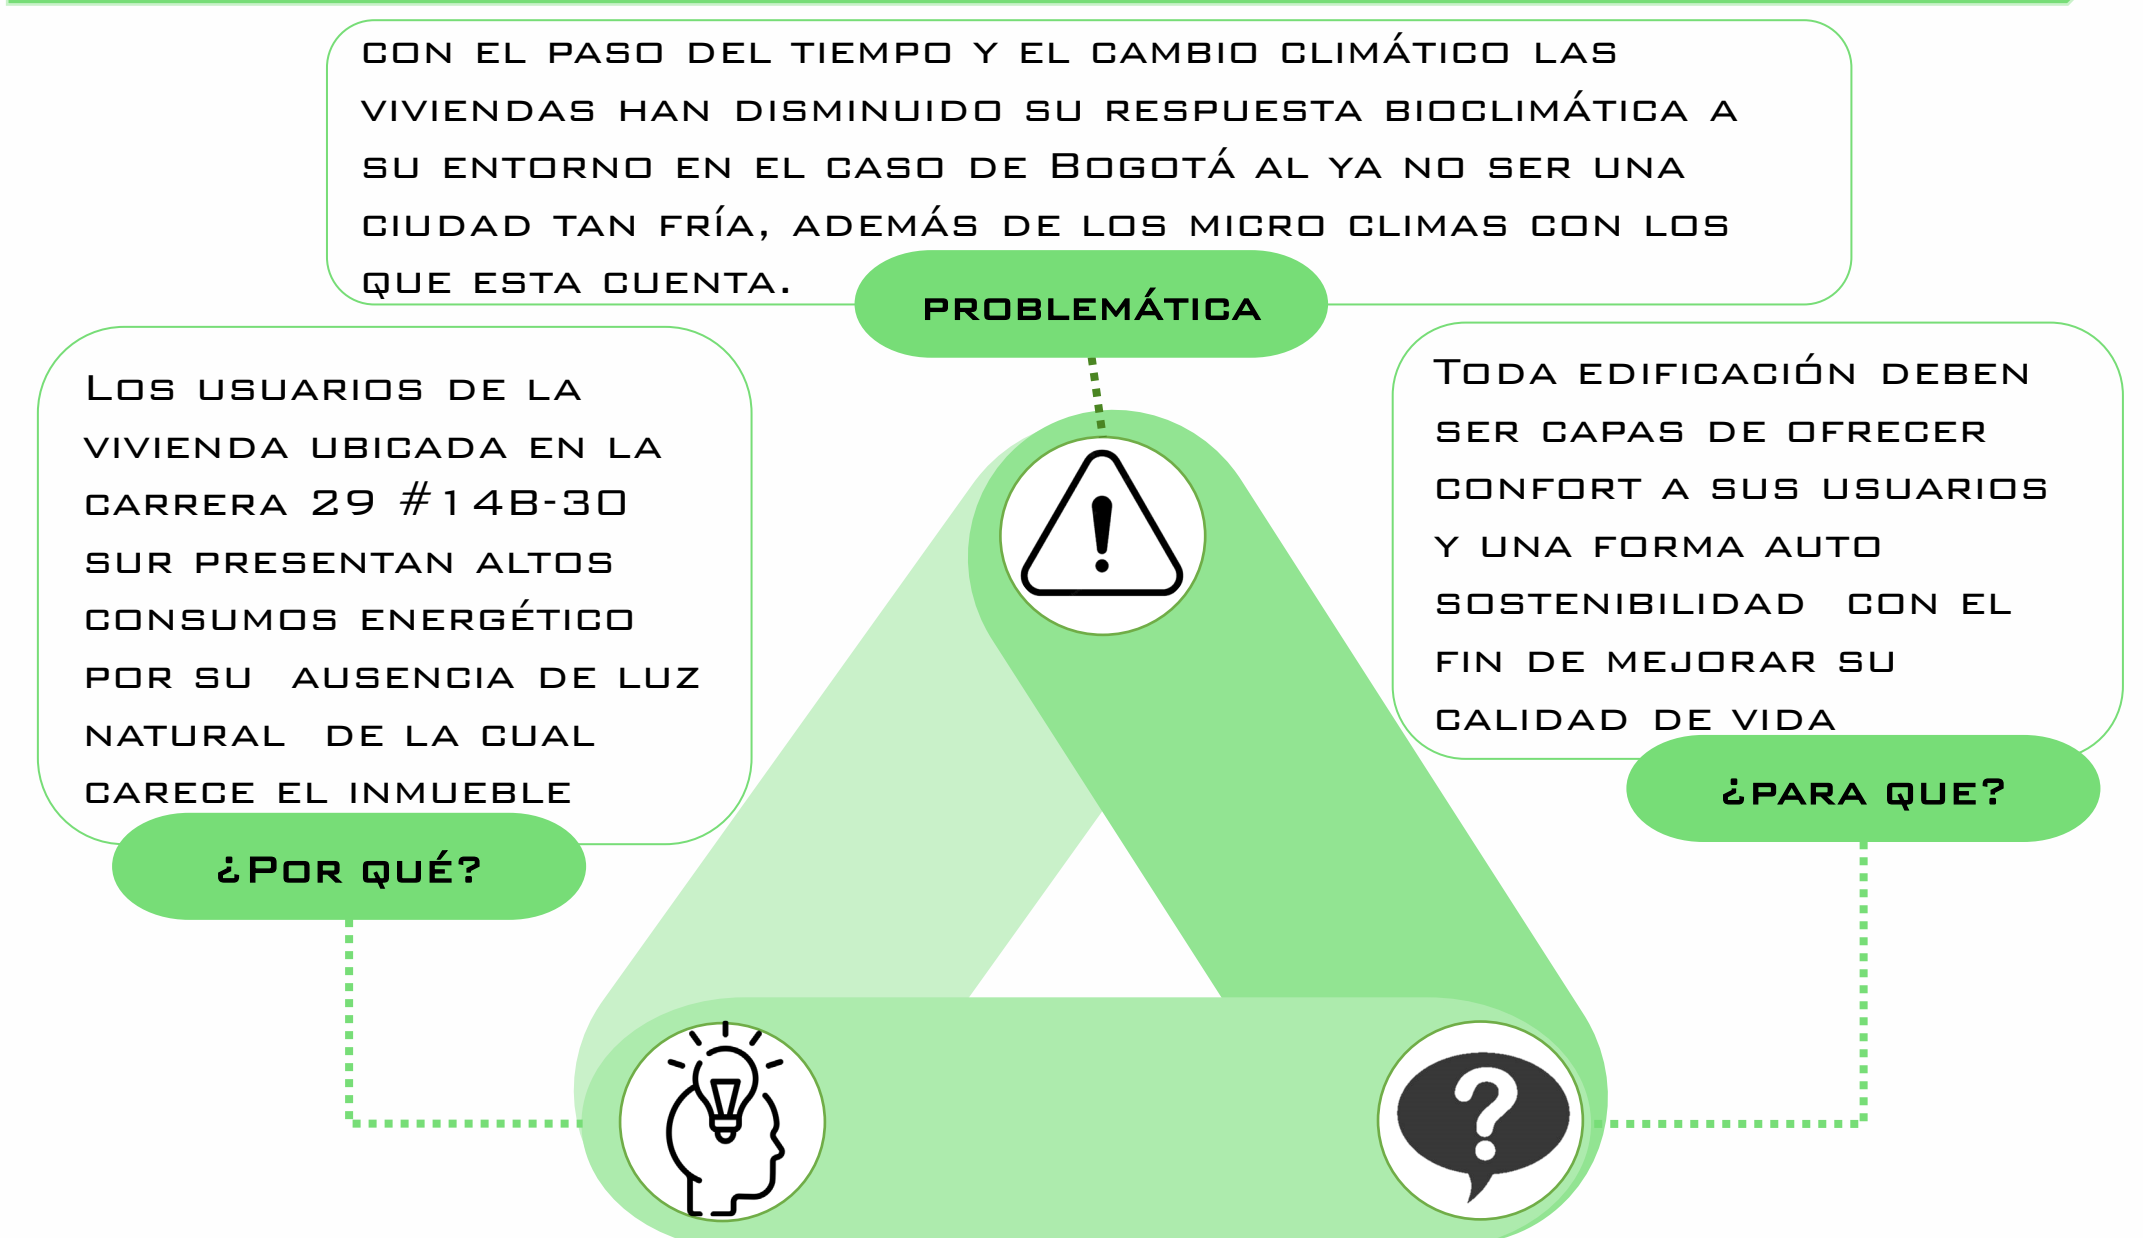 CON EL PASO DEL TIEMPO Y EL CAMBIO CLIMÁTICO LAS
VIVIENDAS HAN DISMINUIDO SU RESPUESTA BIOCLIMÁTICA A
SU ENTORNO EN EL CASO DE BOGOTÁ AL YA NO SER UNA
CIUDAD TAN FRÍA, ADEMÁS DE LOS MICRO CLIMAS CON LOS
QUE ESTA CUENTA.
PROBLEMÁTICA
LOS USUARIOS DE LA
VIVIENDA UBICADA EN LA
CARRERA 29 #14B-30
SUR PRESENTAN ALTOS
CONSUMOS ENERGÉTICO
POR SU AUSENCIA DE LUZ
NATURAL DE LA CUAL
CARECE EL INMUEBLE
¿POR QUÉ?
TODA EDIFICACIÓN DEBEN
SER CAPAS DE OFRECER
CONFORT A SUS USUARIOS
Y UNA FORMA AUTO
SOSTENIBILIDAD CON EL
FIN DE MEJORAR SU
CALIDAD DE VIDA
¿PARA QUE?